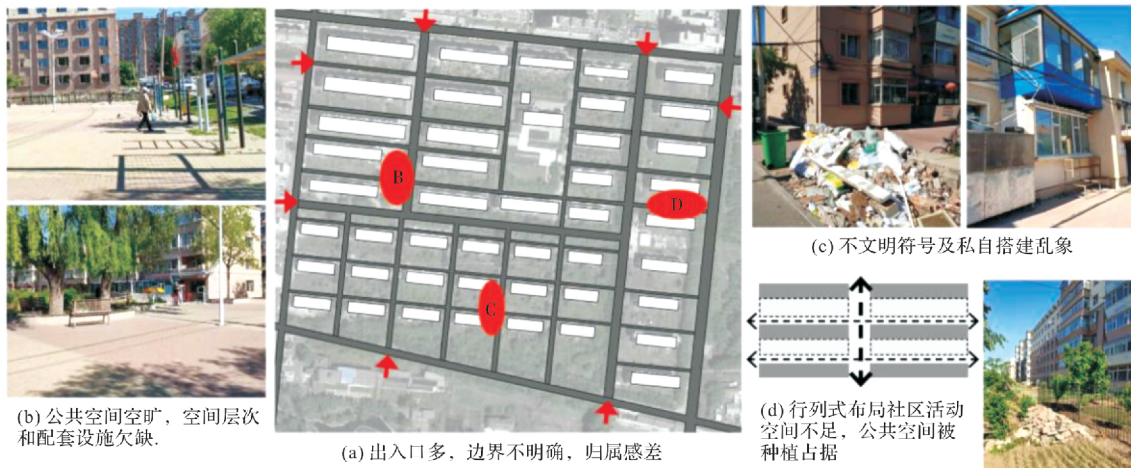 B
D
C
(b) 公共空间空旷，空间层次
和配套设施欠缺.
(a) 出入口多，边界不明确，归属感差
(c) 不文明符号及私自搭建乱象
(d) 行列式布局社区活动
空间不足，公共空间被
种植占据